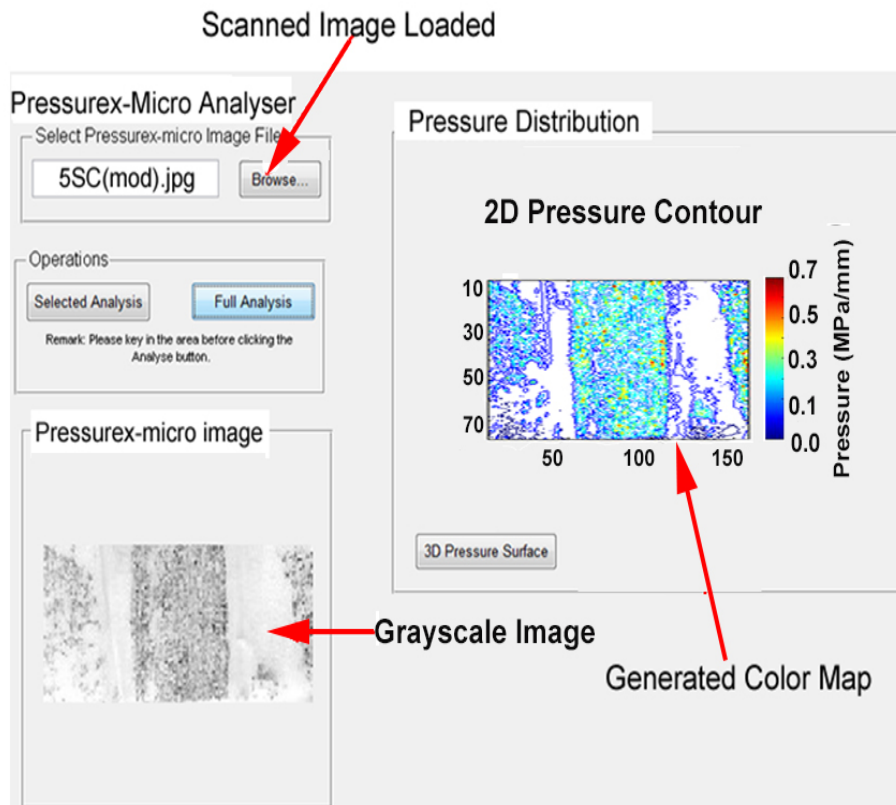 Scanned Image Loaded
Pressurex-Micro Analyser
Select Pressurex-micro Image File
5SC(mod).jpg
Browse...
Operations
Selected Analysis
Full Analysis
Remark: Please key in the area before clicking the
Analyse button.
Pressurex-micro image
Grayscale Image
Pressure Distribution
2D Pressure Contour
10
30
50
70
50
100
150
0.7
0.5
0.3
0.1
0.0
Pressure (MPa/mm)
3D Pressure Surface
Generated Color Map